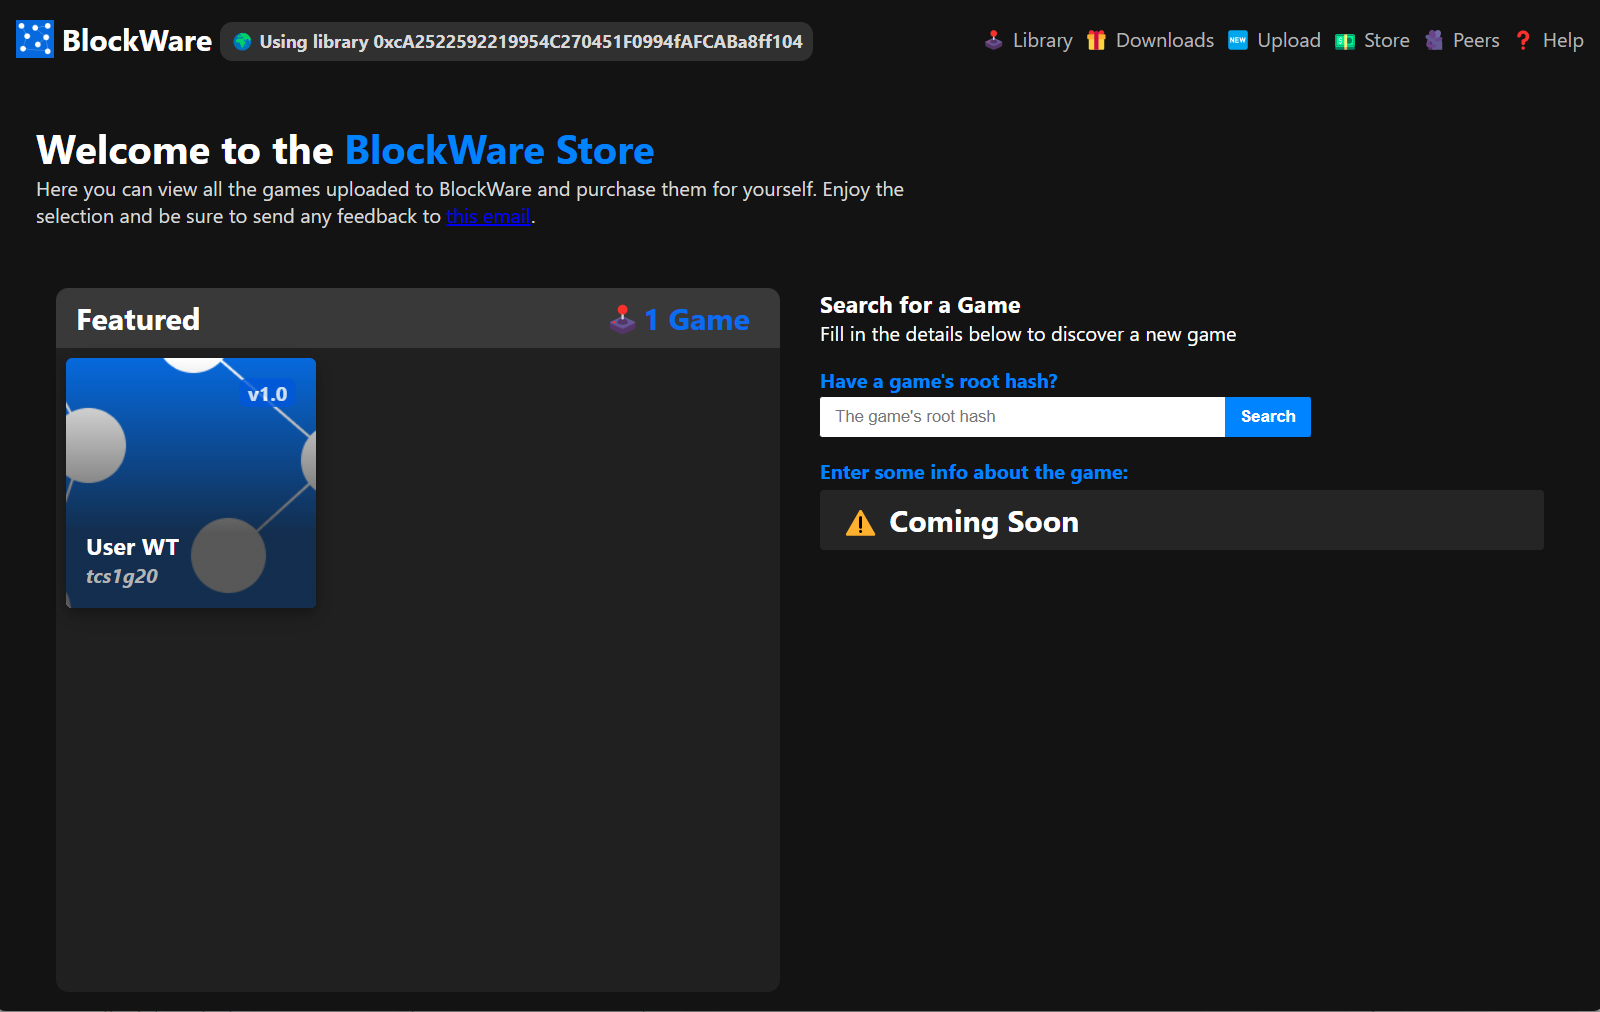 BlockWare
Using library 0xcA2522592219954C270451F0994fAFCABa8ff104
Library
Downloads
NEW
Upload
Store
Peers
Help
Welcome to the BlockWare Store
Here you can view all the games uploaded to BlockWare and purchase them for yourself. Enjoy the
selection and be sure to send any feedback to this email.
Featured
1 Game
v1.0
User WT
tcs1g20
Search for a Game
Fill in the details below to discover a new game
Have a game's root hash?
The game's root hash
Search
Enter some info about the game:
Coming Soon